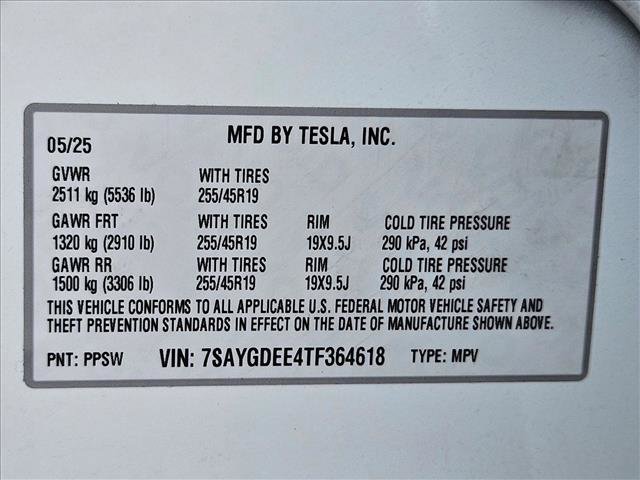 05/25 MFD BY TESLA, INC.
GVWR WITH TIRES
2511 kg (5536 lb) 255/45R19
GAWR FRT WITH TIRES RIM COLD TIRE PRESSURE
1320 kg (2910 lb) 255/45R19 19X9.5J 290 kPa, 42 psi
GAWR RR WITH TIRES RIM COLD TIRE PRESSURE
1500 kg (3306 lb) 255/45R19 19X9.5J 290 kPa, 42 psi
THIS VEHICLE CONFORMS TO ALL APPLICABLE U.S. FEDERAL MOTOR VEHICLE SAFETY AND
THEFT PREVENTION STANDARDS IN EFFECT ON THE DATE OF MANUFACTURE SHOWN ABOVE.
PNT: PPSW VIN: 7SAYGDEE4TF364618 TYPE: MPV